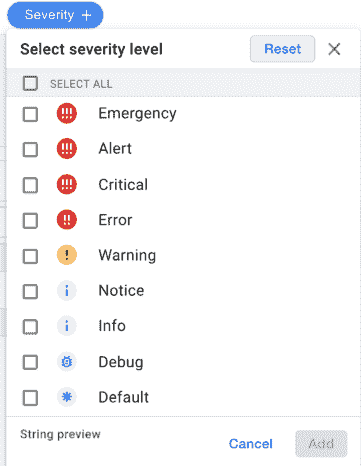 Severity +
Select severity level Reset
SELECT ALL
Emergency
Alert
Critical
Error
Warning
Notice
Info
Debug
Default
String preview
Cancel Add